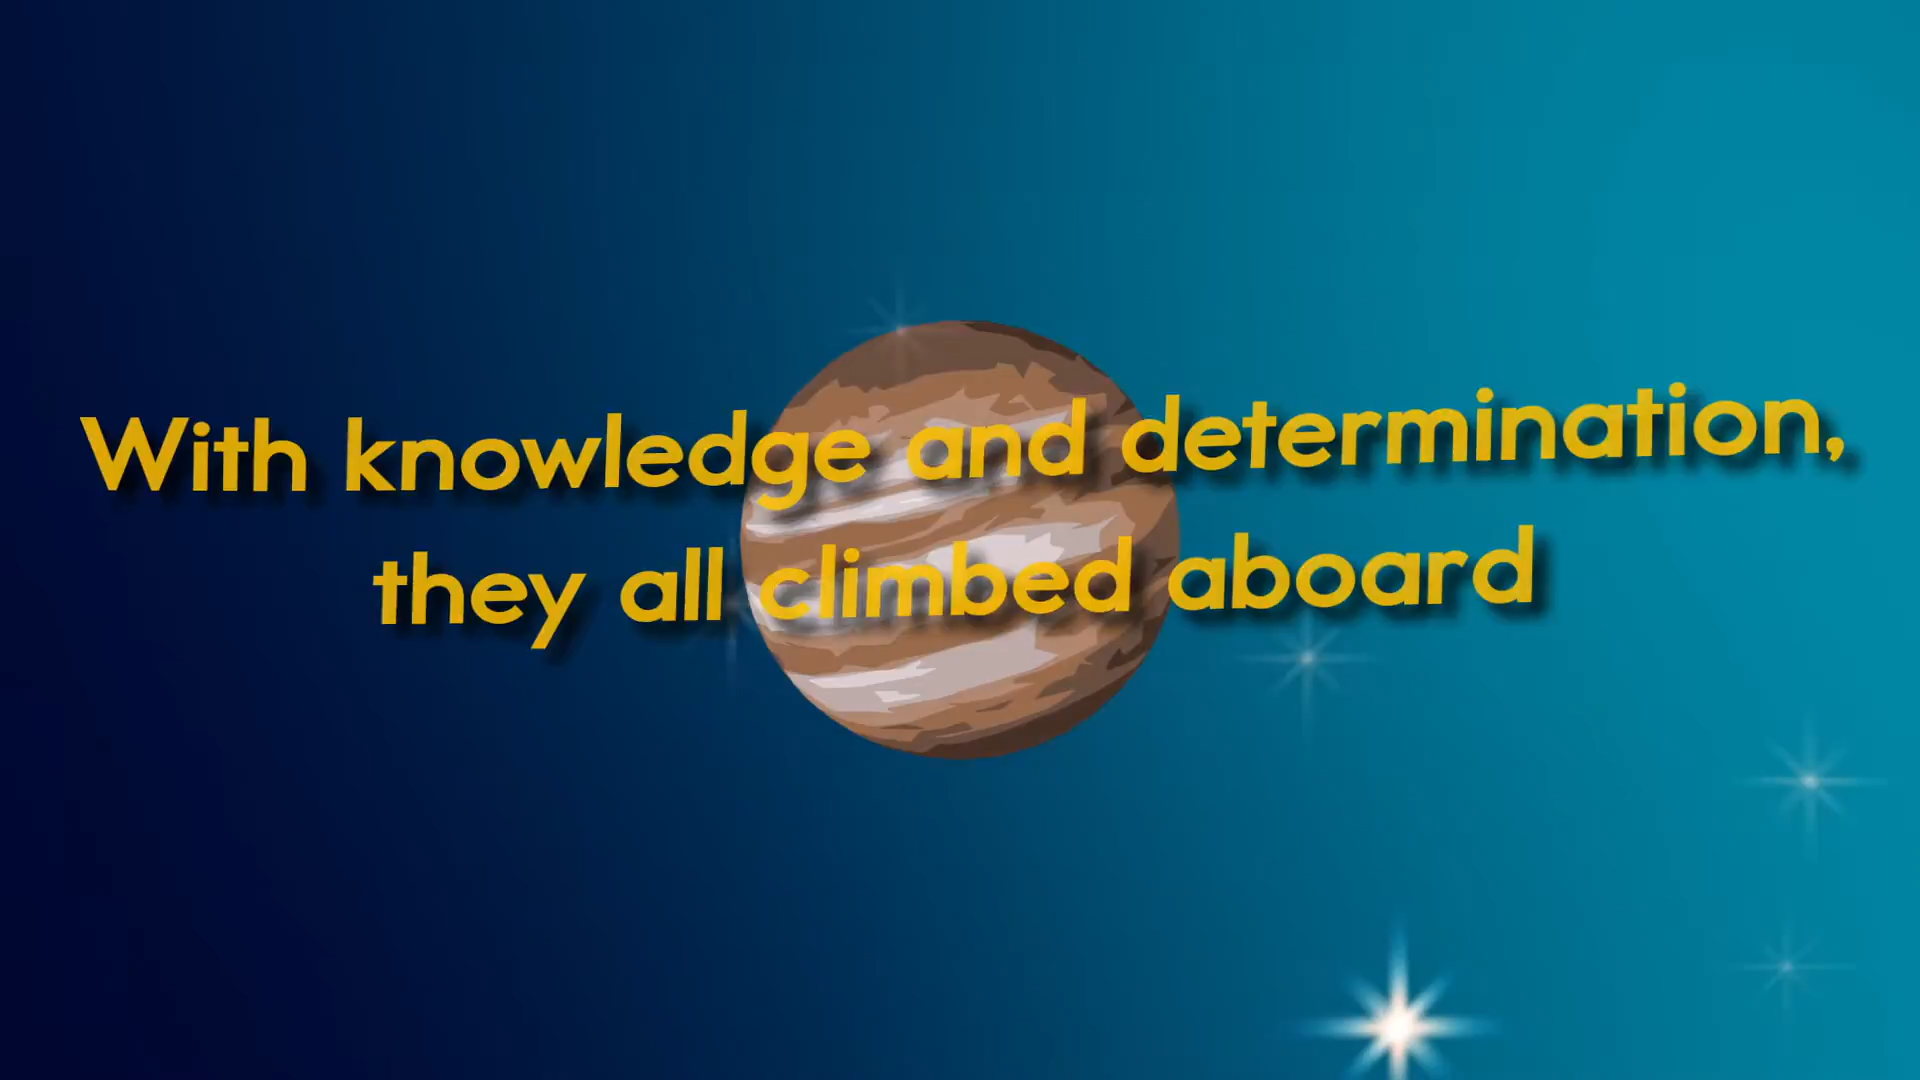 With knowledge and determination,
they all climbed aboard